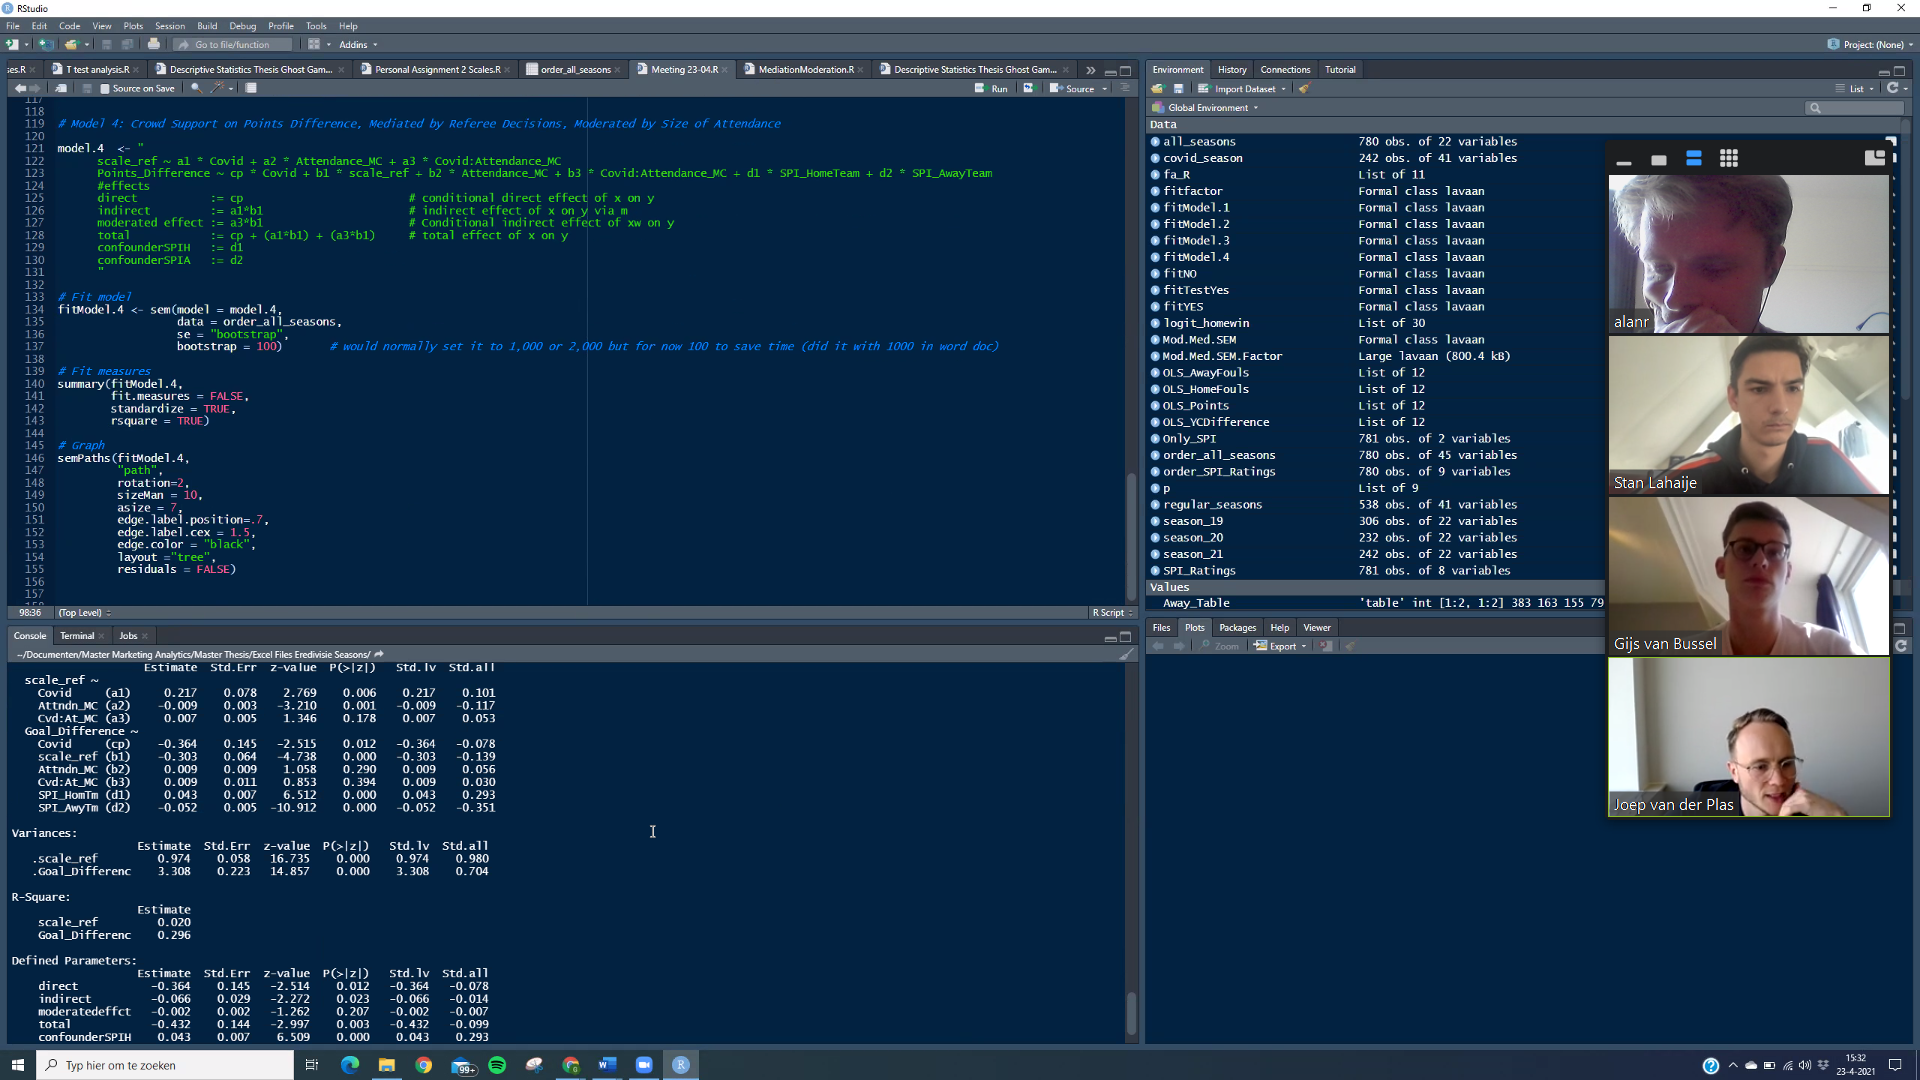 RStudio
File Edit Code View Plots Session Build Debug Profile Tools Help
Go to file/function Addins Project: (None)
ses.R T test analysis.R Descriptive Statistics Thesis Ghost Gam... Personal Assignment 2 Scales.R order_all_seasons Meeting 23-04.R MediationModeration.R Descriptive Statistics Thesis Ghost Gam...
Source on Save Run Source
117
118
119 # Model 4: Crowd Support on Points Difference, Mediated by Referee Decisions, Moderated by Size of Attendance
120
121 model.4 <- "
122 scale_ref ~ a1 * Covid + a2 * Attendance_MC + a3 * Covid:Attendance_MC
123 Points_Difference ~ cp * Covid + b1 * scale_ref + b2 * Attendance_MC + b3 * Covid:Attendance_MC + d1 * SPI_HomeTeam + d2 * SPI_AwayTeam
124 #effects
125 direct := cp # conditional direct effect of x on y
126 indirect := a1*b1 # indirect effect of x on y via m
127 moderated effect := a3*b1 # Conditional indirect effect of xw on y
128 total := cp + (a1*b1) + (a3*b1) # total effect of x on y
129 confounderSPIH := d1
130 confounderSPIA := d2
131 "
132
133 # Fit model
134 fitModel.4 <- sem(model = model.4,
135 data = order_all_seasons,
136 se = "bootstrap",
137 bootstrap = 100) # would normally set it to 1,000 or 2,000 but for now 100 to save time (did it with 1000 in word doc)
138
139 # Fit measures
140 summary(fitModel.4,
141 fit.measures = FALSE,
142 standardize = TRUE,
143 rsquare = TRUE)
144
145 # Graph
146 semPaths(fitModel.4,
147 "path",
148 rotation=2,
149 sizeMan = 10,
150 asize = 7,
151 edge.label.position=.7,
152 edge.label.cex = 1.5,
153 edge.color = "black",
154 layout ="tree",
155 residuals = FALSE)
156
157
98:36 (Top Level) R Script
Console Terminal Jobs
~/Documenten/Master Marketing Analytics/Master Thesis/Excel Files Eredivisie Seasons/
Estimate Std.Err z-value P(>|z|) Std.lv Std.all
scale_ref ~
Covid (a1) 0.217 0.078 2.769 0.006 0.217 0.101
Attndn_MC (a2) -0.009 0.003 -3.210 0.001 -0.009 -0.117
Cvd:At_MC (a3) 0.007 0.005 1.346 0.178 0.007 0.053
Goal_Difference ~
Covid (cp) -0.364 0.145 -2.515 0.012 -0.364 -0.078
scale_ref (b1) -0.303 0.064 -4.738 0.000 -0.303 -0.139
Attndn_MC (b2) 0.009 0.009 1.058 0.290 0.009 0.056
Cvd:At_MC (b3) 0.009 0.011 0.853 0.394 0.009 0.030
SPI_HomTm (d1) 0.043 0.007 6.512 0.000 0.043 0.293
SPI_AwyTm (d2) -0.052 0.005 -10.912 0.000 -0.052 -0.351
Variances:
Estimate Std.Err z-value P(>|z|) Std.lv Std.all
.scale_ref 0.974 0.058 16.735 0.000 0.974 0.980
.Goal_Differenc 3.308 0.223 14.857 0.000 3.308 0.704
R-Square:
Estimate
scale_ref 0.020
Goal_Differenc 0.296
Defined Parameters:
Estimate Std.Err z-value P(>|z|) Std.lv Std.all
direct -0.364 0.145 -2.514 0.012 -0.364 -0.078
indirect -0.066 0.029 -2.272 0.023 -0.066 -0.014
moderatedeffct -0.002 0.002 -1.262 0.207 -0.002 -0.007
total -0.432 0.144 -2.997 0.003 -0.432 -0.099
confounderSPIH 0.043 0.007 6.509 0.000 0.043 0.293
Environment History Connections Tutorial
Import Dataset List
Global Environment
Data
all_seasons 780 obs. of 22 variables
covid_season 242 obs. of 41 variables
fa_R List of 11
fitfactor Formal class lavaan
fitModel.1 Formal class lavaan
fitModel.2 Formal class lavaan
fitModel.3 Formal class lavaan
fitModel.4 Formal class lavaan
fitNO Formal class lavaan
fitTestYes Formal class lavaan
fitYES Formal class lavaan
logit_homewin List of 30
Mod.Med.SEM Formal class lavaan
Mod.Med.SEM.Factor Large lavaan (800.4 kB)
OLS_AwayFouls List of 12
OLS_HomeFouls List of 12
OLS_Points List of 12
OLS_YCDifference List of 12
Only_SPI 781 obs. of 2 variables
order_all_seasons 780 obs. of 45 variables
order_SPI_Ratings 780 obs. of 9 variables
p List of 9
regular_seasons 538 obs. of 41 variables
season_19 306 obs. of 22 variables
season_20 232 obs. of 22 variables
season_21 242 obs. of 22 variables
SPI_Ratings 781 obs. of 8 variables
Values
Away_Table 'table' int [1:2, 1:2] 383 163 155 79
Files Plots Packages Help Viewer
Zoom Export
alanr
Stan Lahaije
Gijs van Bussel
Joep van der Plas
Typ hier om te zoeken
99+
15:32
23-4-2021